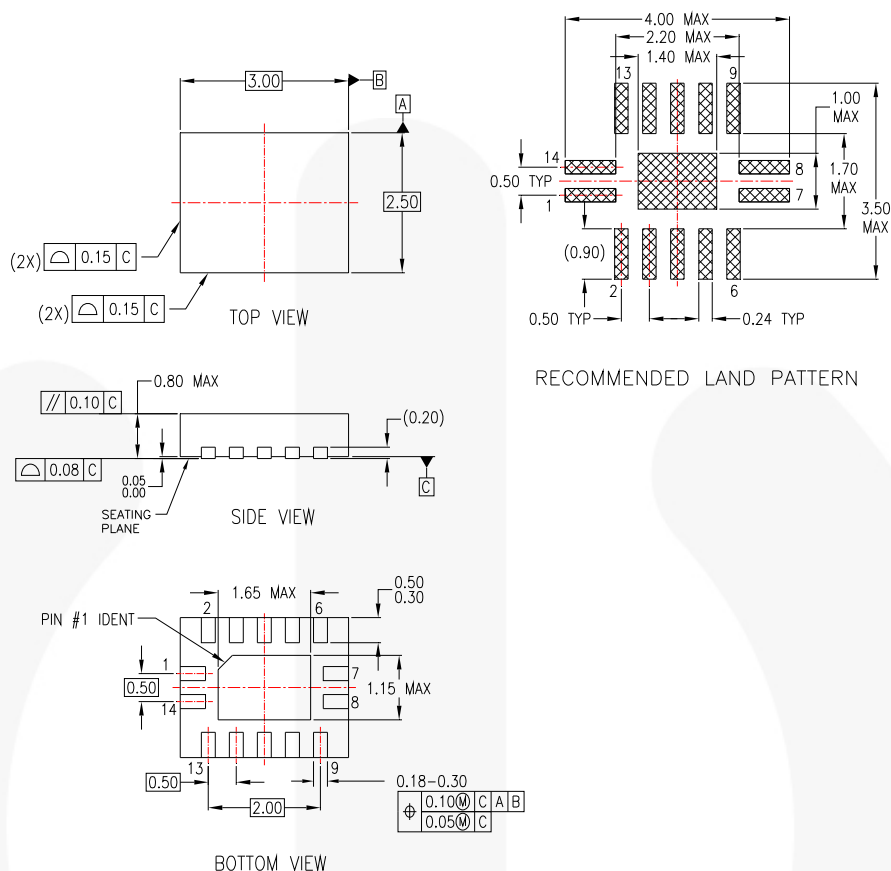 3.00
B
A
2.50
(2X) ⌓ 0.15 C
(2X) ⌓ 0.15 C
TOP VIEW
4.00 MAX
2.20 MAX
1.40 MAX
13
9
1.00
MAX
14
8
0.50 TYP
1.70
MAX
3.50
MAX
1
7
(0.90)
2
6
0.50 TYP
0.24 TYP
RECOMMENDED LAND PATTERN
0.80 MAX
// 0.10 C
(0.20)
⌓ 0.08 C
0.05
0.00
C
SEATING
PLANE
SIDE VIEW
1.65 MAX
0.50
0.30
2
6
PIN #1 IDENT
1
7
0.50
1.15 MAX
14
8
13
9
0.50
0.18-0.30
2.00
⌖ 0.10Ⓜ C A B
0.05Ⓜ C
BOTTOM VIEW